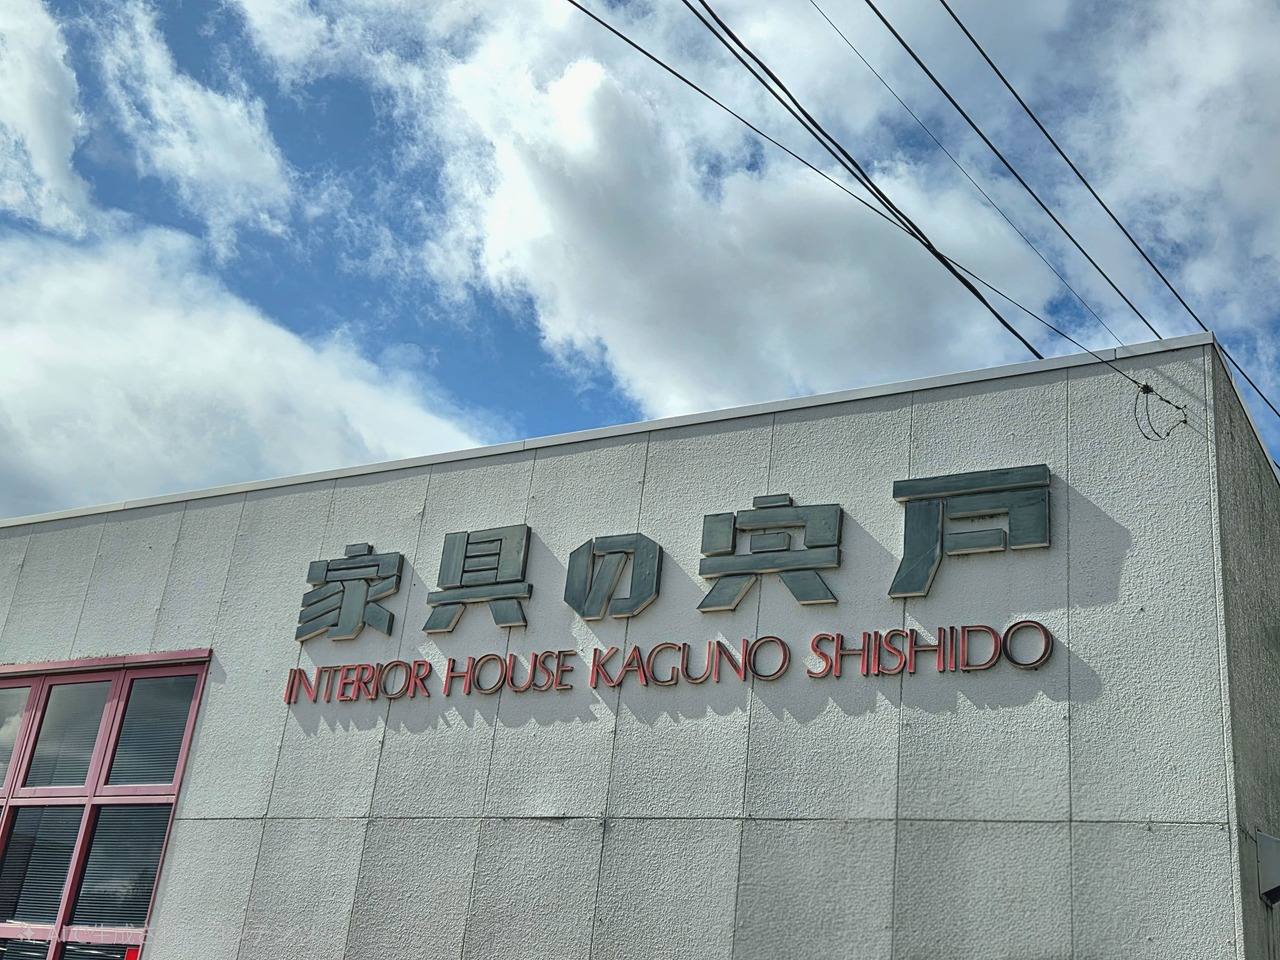 家具の宍戸
INTERIOR HOUSE KAGUNO SHISHIDO